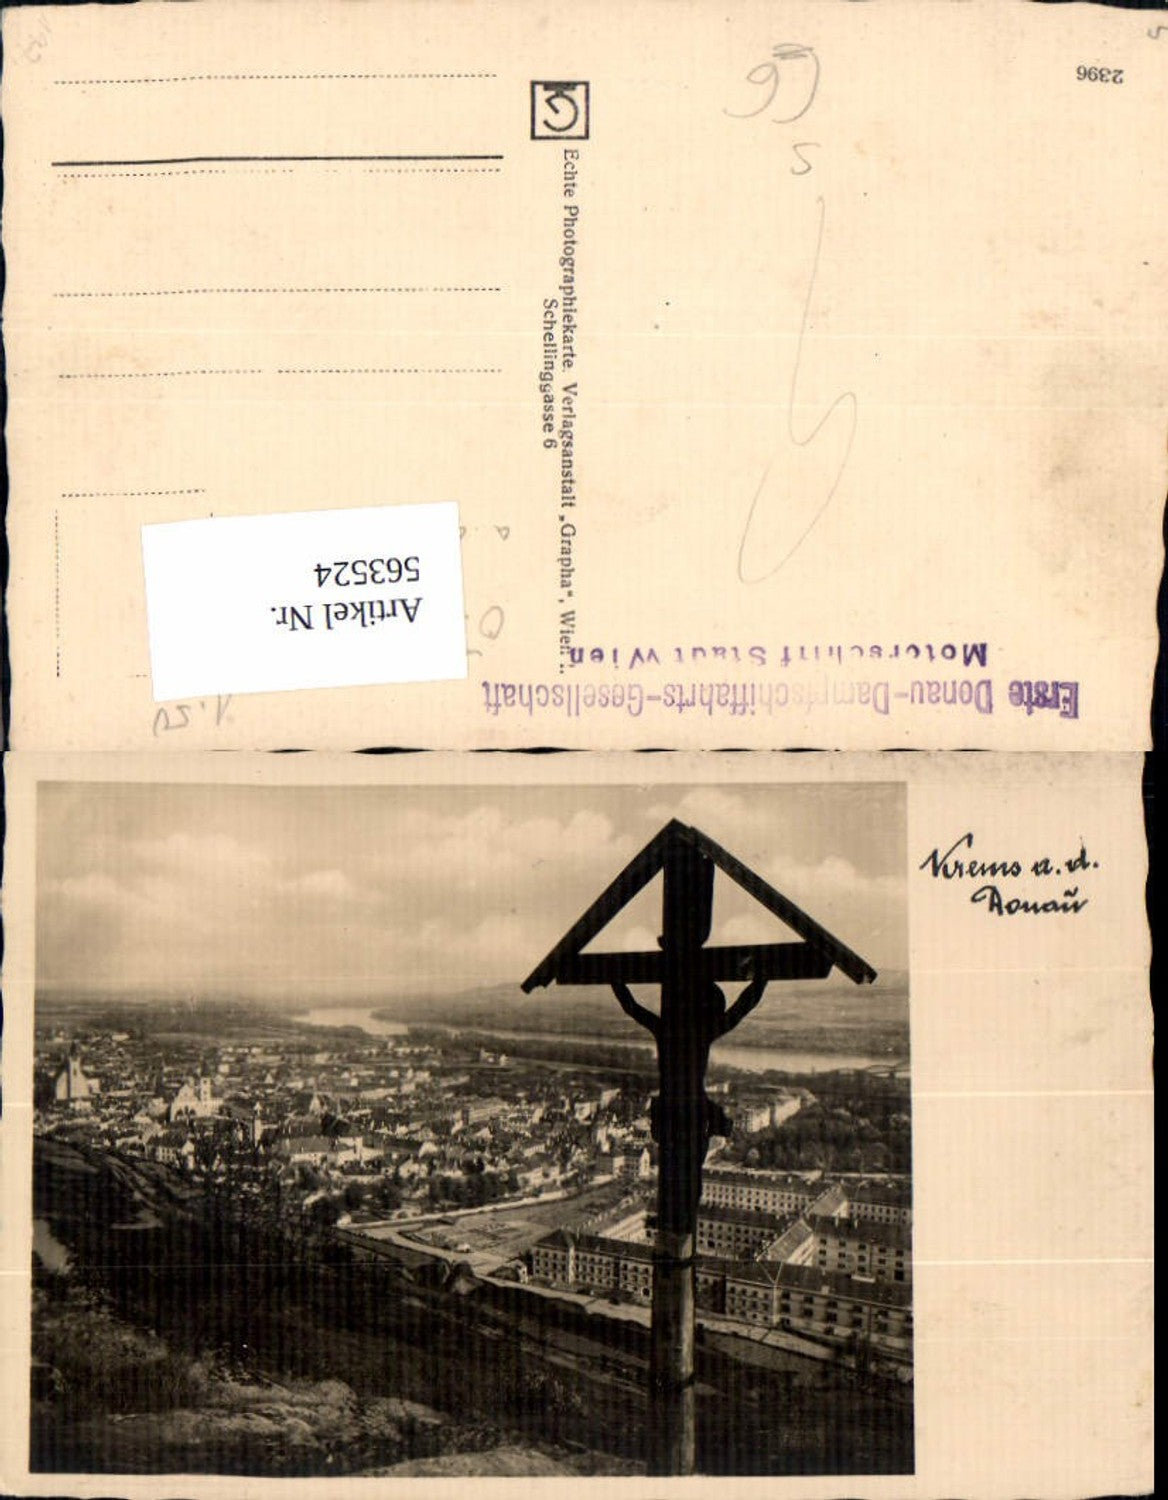 2396
G
Echte Photographiekarte. Verlagsanstalt „Grapha“, Wien
Schellinggasse 6
Artikel Nr.
563524
Erste Donau-Dampfschiffahrts-Gesellschaft
Motorschiff Stadt Wien
Krems a. d.
Donaŭ